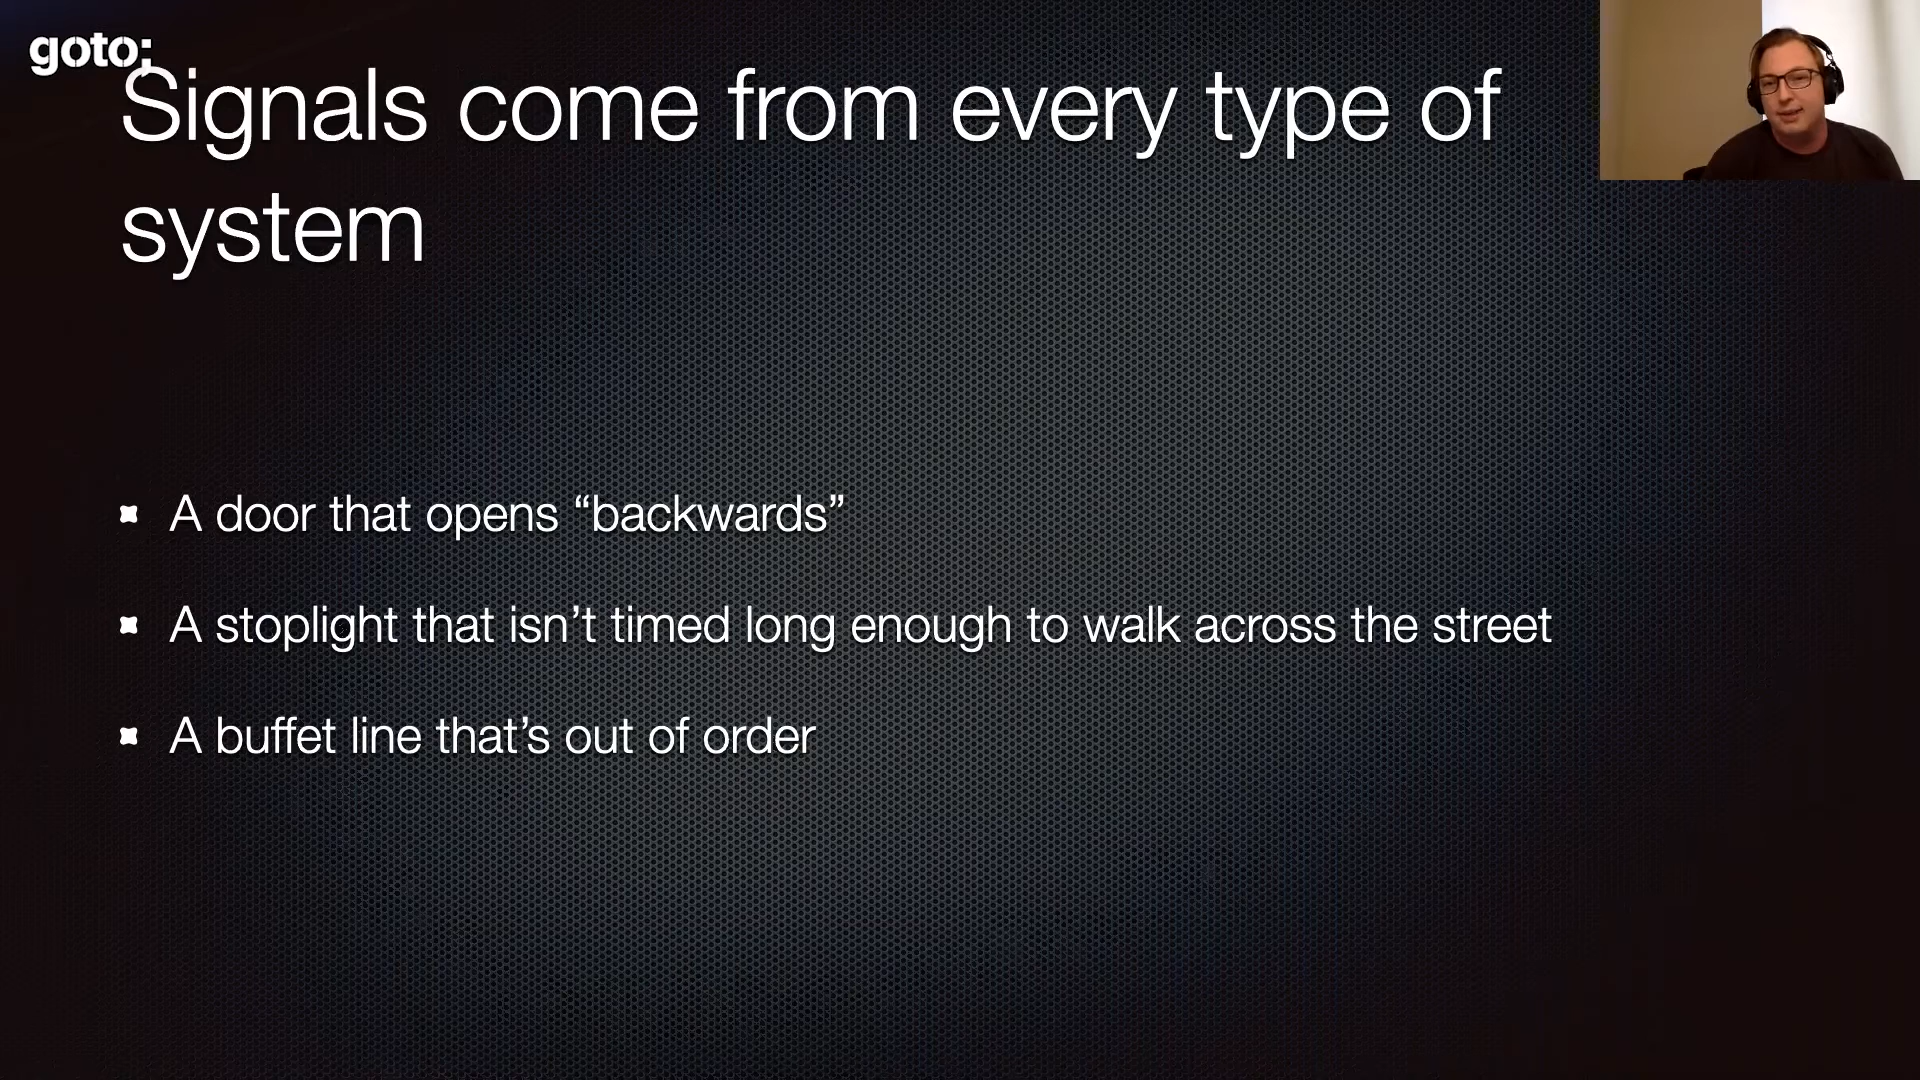 goto;
Signals come from every type of
system
A door that opens “backwards”
A stoplight that isn’t timed long enough to walk across the street
A buffet line that’s out of order